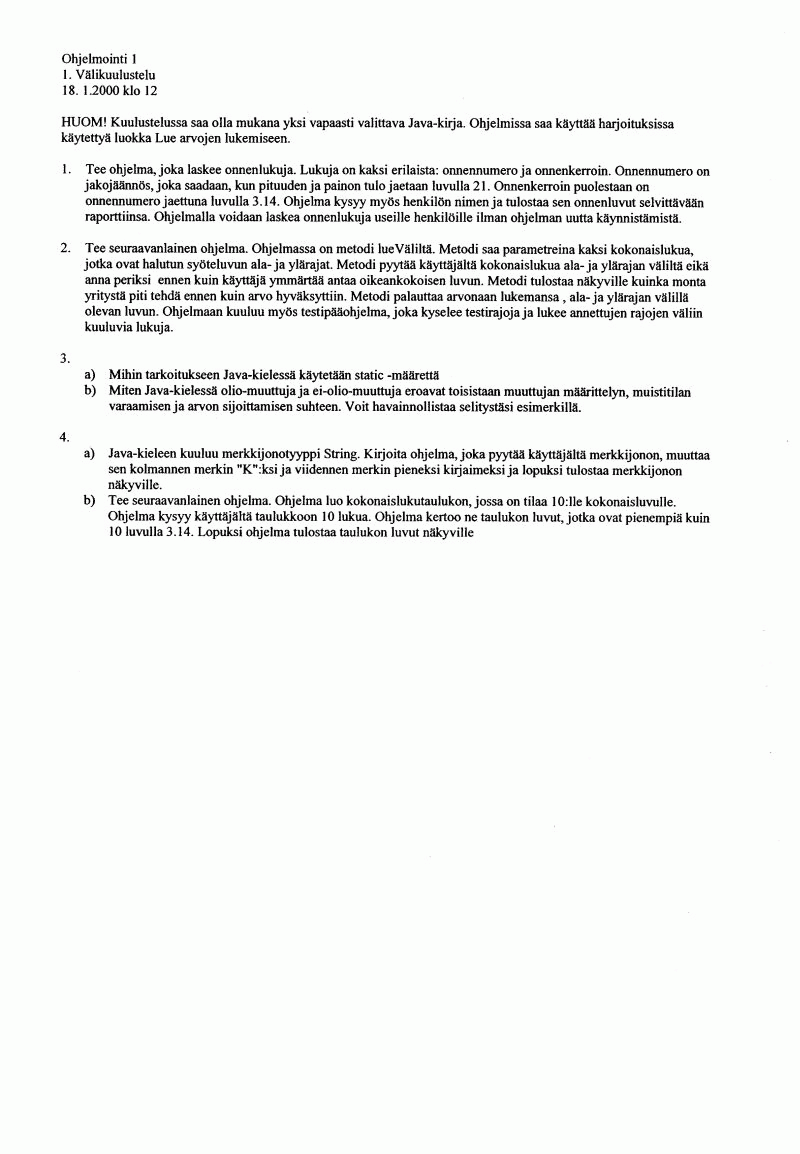 Ohjelmointi 1
1. Välikuulustelu
18. 1.2000 klo 12
HUOM! Kuulustelussa saa olla mukana yksi vapaasti valittava Java-kirja. Ohjelmissa saa käyttää harjoituksissa
käytettyä luokka Lue arvojen lukemiseen.
1. Tee ohjelma, joka laskee onnenlukuja. Lukuja on kaksi erilaista: onnennumero ja onnenkerroin. Onnennumero on
jakojäännös, joka saadaan, kun pituuden ja painon tulo jaetaan luvulla 21. Onnenkerroin puolestaan on
onnennumero jaettuna luvulla 3.14. Ohjelma kysyy myös henkilön nimen ja tulostaa sen onnenluvut selvittävään
raporttiinsa. Ohjelmalla voidaan laskea onnenlukuja useille henkilöille ilman ohjelman uutta käynnistämistä.
2. Tee seuraavanlainen ohjelma. Ohjelmassa on metodi lueVäliltä. Metodi saa parametreina kaksi kokonaislukua,
jotka ovat halutun syöteluvun ala- ja ylärajat. Metodi pyytää käyttäjältä kokonaislukua ala- ja ylärajan väliltä eikä
anna periksi ennen kuin käyttäjä ymmärtää antaa oikeankokoisen luvun. Metodi tulostaa näkyville kuinka monta
yritystä piti tehdä ennen kuin arvo hyväksyttiin. Metodi palauttaa arvonaan lukemansa , ala- ja ylärajan välillä
olevan luvun. Ohjelmaan kuuluu myös testipääohjelma, joka kyselee testirajoja ja lukee annettujen rajojen väliin
kuuluvia lukuja.
3.
a) Mihin tarkoitukseen Java-kielessä käytetään static -määrettä
b) Miten Java-kielessä olio-muuttuja ja ei-olio-muuttuja eroavat toisistaan muuttujan määrittelyn, muistitilan
varaamisen ja arvon sijoittamisen suhteen. Voit havainnollistaa selitystäsi esimerkillä.
4.
a) Java-kieleen kuuluu merkkijonotyyppi String. Kirjoita ohjelma, joka pyytää käyttäjältä merkkijonon, muuttaa
sen kolmannen merkin "K":ksi ja viidennen merkin pieneksi kirjaimeksi ja lopuksi tulostaa merkkijonon
näkyville.
b) Tee seuraavanlainen ohjelma. Ohjelma luo kokonaislukutaulukon, jossa on tilaa 10:lle kokonaisluvulle.
Ohjelma kysyy käyttäjältä taulukkoon 10 lukua. Ohjelma kertoo ne taulukon luvut, jotka ovat pienempiä kuin
10 luvulla 3.14. Lopuksi ohjelma tulostaa taulukon luvut näkyville